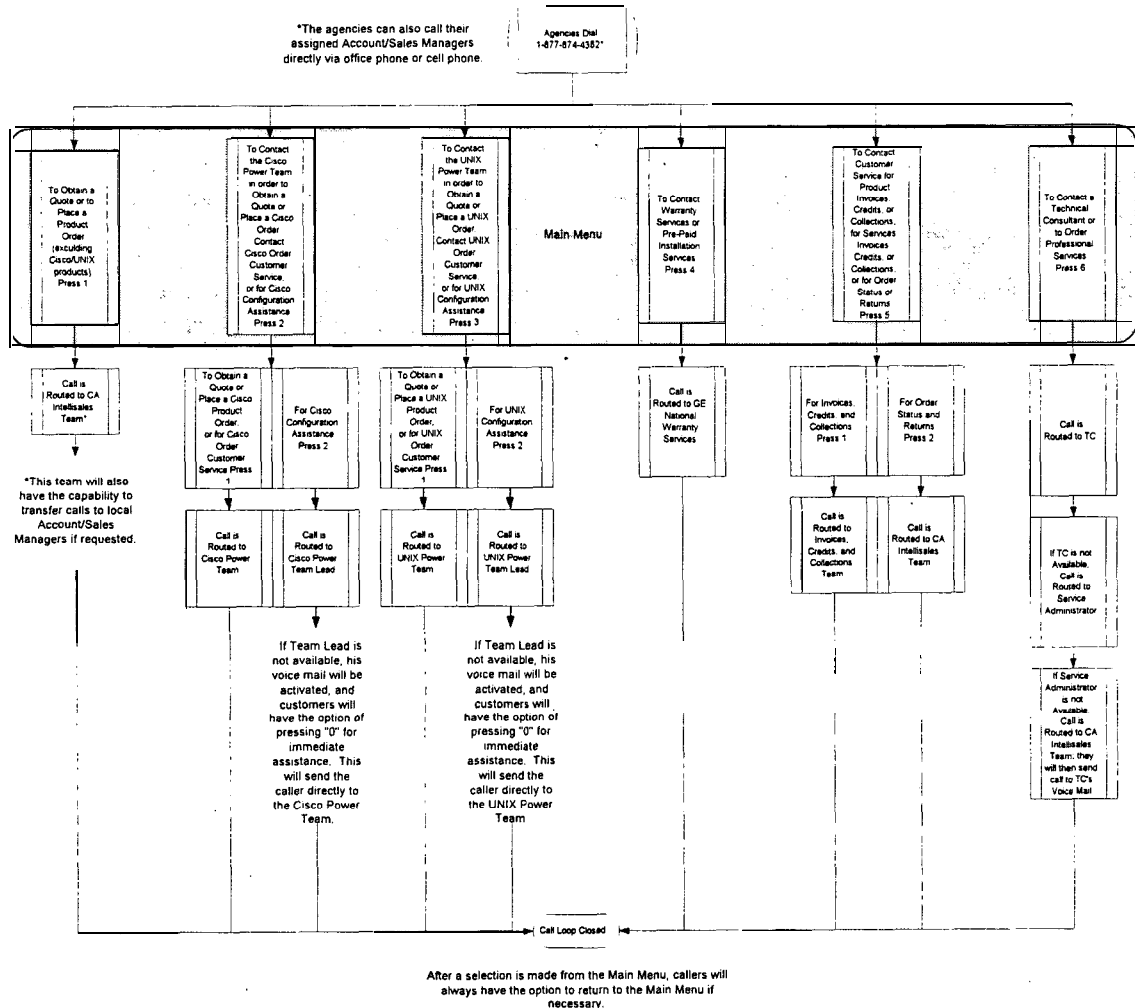 *The agencies can also call their
assigned Account/Sales Managers
directly via office phone or cell phone.
Agencies Dial
1-877-874-4382*
To Obtain a
Quote or to
Place a
Product
Order
(exculding
Cisco/UNIX
products)
Press 1
To Contact
the Cisco
Power Team
in order to
Obtain a
Quote or
Place a Cisco
Order
Contact
Cisco Order
Customer
Service,
or for Cisco
Configuration
Assistance
Press 2
To Contact
the UNIX
Power Team
in order to
Obtain a
Quote or
Place a UNIX
Order
Contact UNIX
Order
Customer
Service,
or for UNIX
Configuration
Assistance
Press 3
Main Menu
To Contact
Warranty
Services or
Pre-Paid
Installation
Services
Press 4
To Contact
Customer
Service for
Product
Invoices,
Credits, or
Collections,
for Services
Invoices
Credits, or
Collections,
or for Order
Status or
Returns
Press 5
To Contact a
Technical
Consultant or
to Order
Professional
Services
Press 6
Call is
Routed to CA
Intellisales
Team*
To Obtain a
Quote or
Place a Cisco
Product
Order,
or for Cisco
Order
Customer
Service Press
1
For Cisco
Configuration
Assistance
Press 2
To Obtain a
Quote or
Place a UNIX
Product
Order,
or for UNIX
Order
Customer
Service Press
1
For UNIX
Configuration
Assistance
Press 2
Call is
Routed to GE
National
Warranty
Services
For Invoices,
Credits, and
Collections
Press 1
For Order
Status and
Returns
Press 2
Call is
Routed to TC
*This team will also
have the capability to
transfer calls to local
Account/Sales
Managers if requested.
Call is
Routed to
Cisco Power
Team
Call is
Routed to
Cisco Power
Team Lead
Call is
Routed to
UNIX Power
Team
Call is
Routed to
UNIX Power
Team Lead
Call is
Routed to
Invoices,
Credits, and
Collections
Team
Call is
Routed to CA
Intellisales
Team
If TC is not
Available,
Call is
Routed to
Service
Administrator
If Team Lead is
not available, his
voice mail will be
activated, and
customers will
have the option of
pressing "0" for
immediate
assistance. This
will send the
caller directly to
the Cisco Power
Team.
If Team Lead is
not available, his
voice mail will be
activated, and
customers will
have the option of
pressing "0" for
immediate
assistance. This
will send the
caller directly to
the UNIX Power
Team
If Service
Administrator
is not
Available,
Call is
Routed to CA
Intellisales
Team; they
will then send
call to TC's
Voice Mail
Call Loop Closed
After a selection is made from the Main Menu, callers will
always have the option to return to the Main Menu if
necessary.